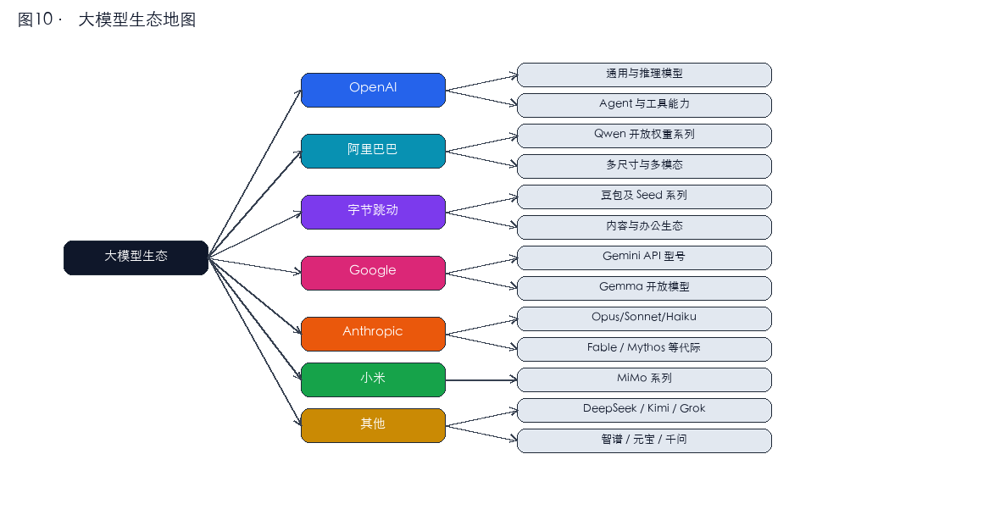 图10 · 大模型生态地图
OpenAI
通用与推理模型
Agent 与工具能力
阿里巴巴
Qwen 开放权重系列
多尺寸与多模态
字节跳动
豆包及 Seed 系列
内容与办公生态
大模型生态
Google
Gemini API 型号
Gemma 开放模型
Anthropic
Opus/Sonnet/Haiku
Fable / Mythos 等代际
小米
MiMo 系列
其他
DeepSeek / Kimi / Grok
智谱 / 元宝 / 千问